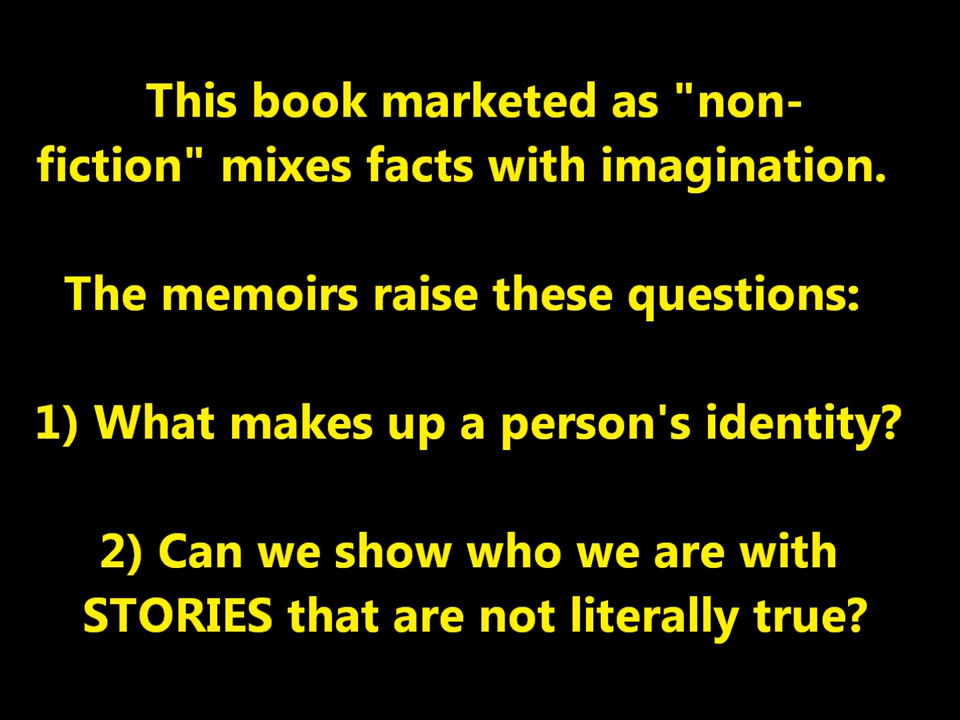 This book marketed as "non-
fiction" mixes facts with imagination.
The memoirs raise these questions:
1) What makes up a person's identity?
2) Can we show who we are with
STORIES that are not literally true?